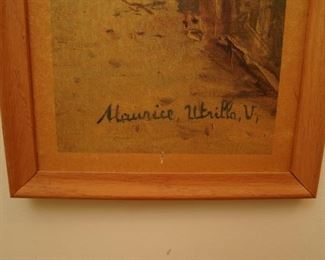 Maurice, Utrillo, V,